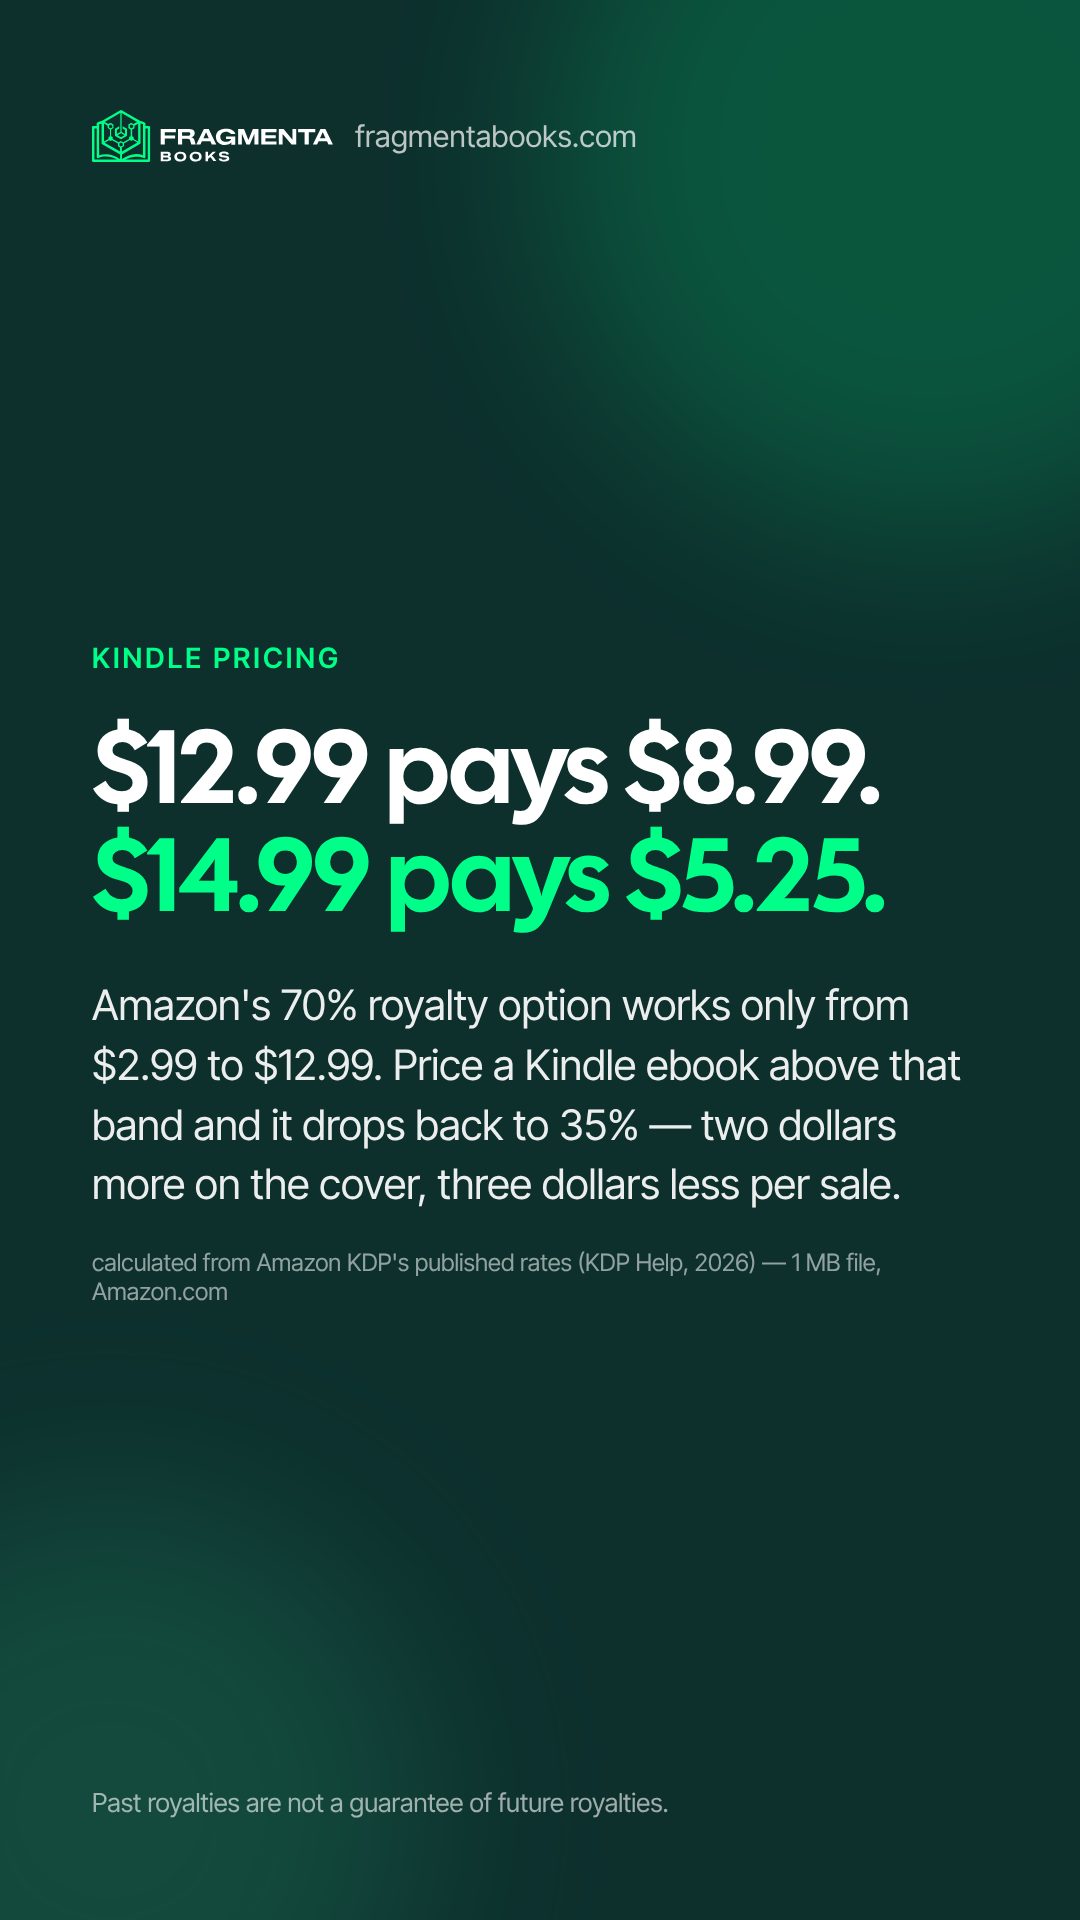 FRAGMENTA
BOOKS
fragmentabooks.com
KINDLE PRICING
$12.99 pays $8.99.
$14.99 pays $5.25.
Amazon's 70% royalty option works only from
$2.99 to $12.99. Price a Kindle ebook above that
band and it drops back to 35% — two dollars
more on the cover, three dollars less per sale.
calculated from Amazon KDP's published rates (KDP Help, 2026) — 1 MB file,
Amazon.com
Past royalties are not a guarantee of future royalties.